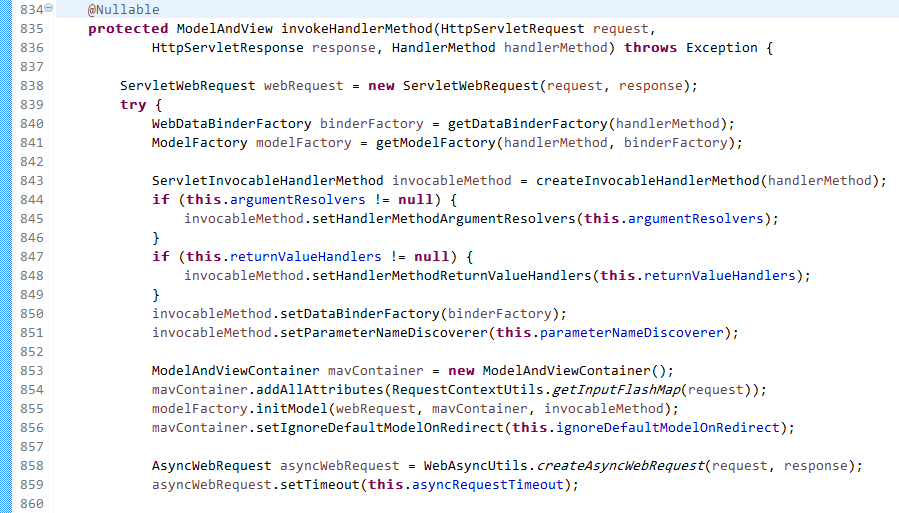 834 @Nullable
835 protected ModelAndView invokeHandlerMethod(HttpServletRequest request,
836 HttpServletResponse response, HandlerMethod handlerMethod) throws Exception {
837
838 ServletWebRequest webRequest = new ServletWebRequest(request, response);
839 try {
840 WebDataBinderFactory binderFactory = getDataBinderFactory(handlerMethod);
841 ModelFactory modelFactory = getModelFactory(handlerMethod, binderFactory);
842
843 ServletInvocableHandlerMethod invocableMethod = createInvocableHandlerMethod(handlerMethod);
844 if (this.argumentResolvers != null) {
845 invocableMethod.setHandlerMethodArgumentResolvers(this.argumentResolvers);
846 }
847 if (this.returnValueHandlers != null) {
848 invocableMethod.setHandlerMethodReturnValueHandlers(this.returnValueHandlers);
849 }
850 invocableMethod.setDataBinderFactory(binderFactory);
851 invocableMethod.setParameterNameDiscoverer(this.parameterNameDiscoverer);
852
853 ModelAndViewContainer mavContainer = new ModelAndViewContainer();
854 mavContainer.addAllAttributes(RequestContextUtils.getInputFlashMap(request));
855 modelFactory.initModel(webRequest, mavContainer, invocableMethod);
856 mavContainer.setIgnoreDefaultModelOnRedirect(this.ignoreDefaultModelOnRedirect);
857
858 AsyncWebRequest asyncWebRequest = WebAsyncUtils.createAsyncWebRequest(request, response);
859 asyncWebRequest.setTimeout(this.asyncRequestTimeout);
860